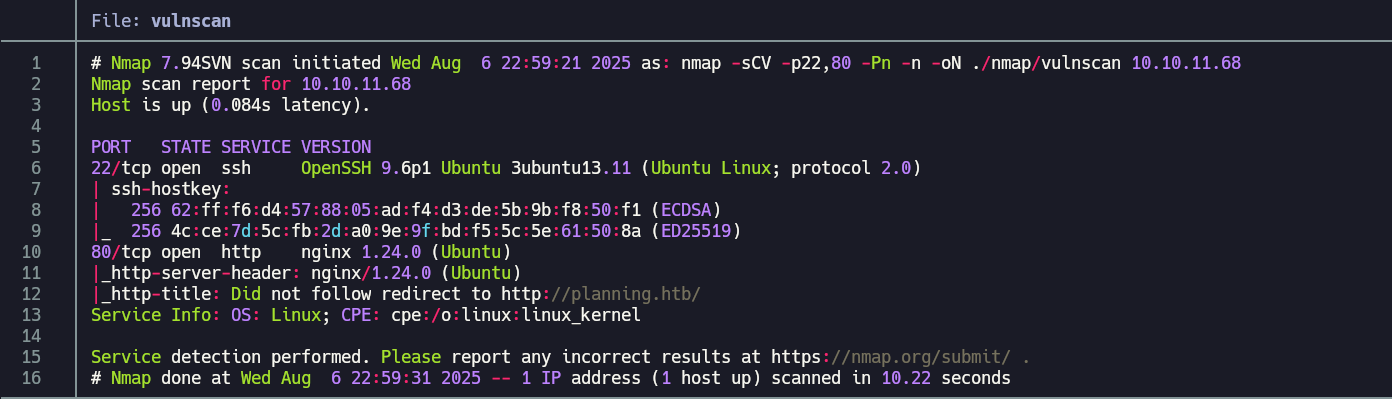 File: vulnscan
1 # Nmap 7.94SVN scan initiated Wed Aug  6 22:59:21 2025 as: nmap -sCV -p22,80 -Pn -n -oN ./nmap/vulnscan 10.10.11.68
2 Nmap scan report for 10.10.11.68
3 Host is up (0.084s latency).
4
5 PORT   STATE SERVICE VERSION
6 22/tcp open  ssh     OpenSSH 9.6p1 Ubuntu 3ubuntu13.11 (Ubuntu Linux; protocol 2.0)
7 | ssh-hostkey:
8 |   256 62:ff:f6:d4:57:88:05:ad:f4:d3:de:5b:9b:f8:50:f1 (ECDSA)
9 |_  256 4c:ce:7d:5c:fb:2d:a0:9e:9f:bd:f5:5c:5e:61:50:8a (ED25519)
10 80/tcp open  http    nginx 1.24.0 (Ubuntu)
11 |_http-server-header: nginx/1.24.0 (Ubuntu)
12 |_http-title: Did not follow redirect to http://planning.htb/
13 Service Info: OS: Linux; CPE: cpe:/o:linux:linux_kernel
14
15 Service detection performed. Please report any incorrect results at https://nmap.org/submit/ .
16 # Nmap done at Wed Aug  6 22:59:31 2025 -- 1 IP address (1 host up) scanned in 10.22 seconds